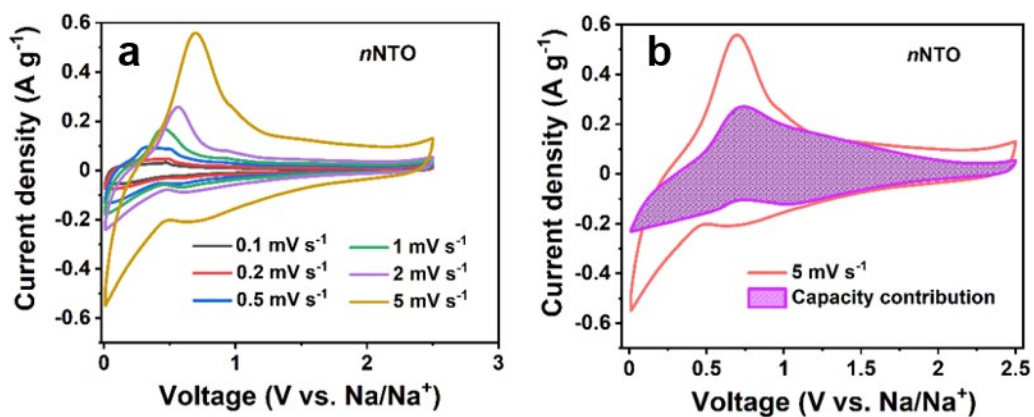 a
nNTO
Current density (A g⁻¹)
0.6
0.4
0.2
0
-0.2
-0.4
-0.6
0.1 mV s⁻¹
0.2 mV s⁻¹
0.5 mV s⁻¹
1 mV s⁻¹
2 mV s⁻¹
5 mV s⁻¹
0
1
2
3
Voltage (V vs. Na/Na⁺)
b
nNTO
Current density (A g⁻¹)
0.6
0.4
0.2
0
-0.2
-0.4
-0.6
5 mV s⁻¹
Capacity contribution
0
0.5
1
1.5
2
2.5
Voltage (V vs. Na/Na⁺)